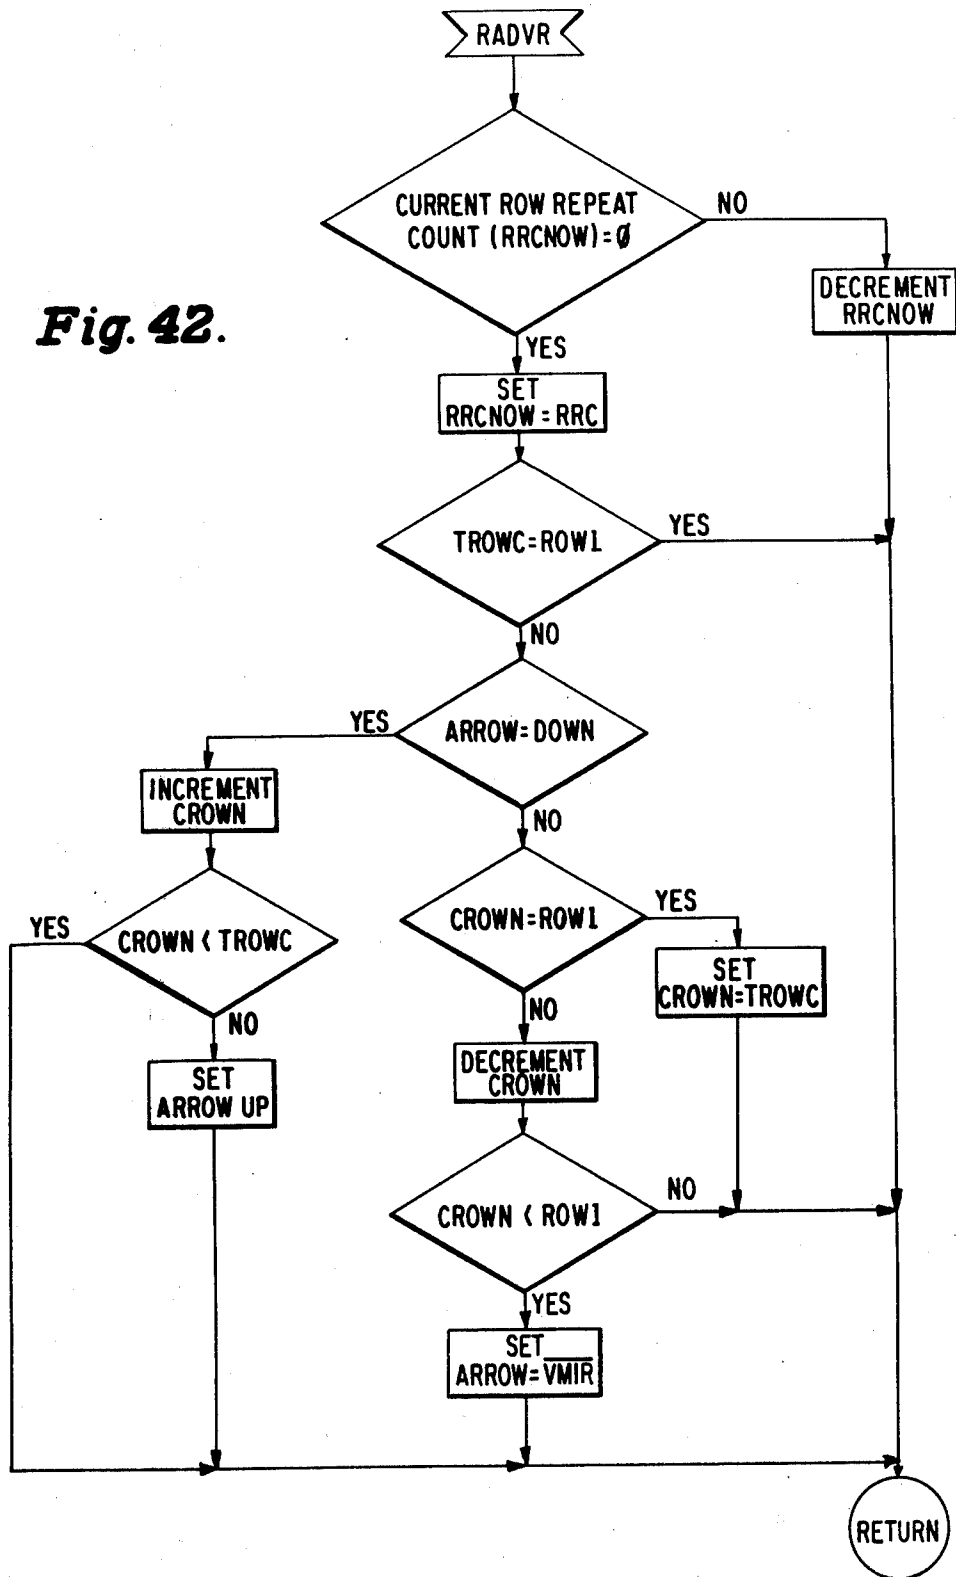 RADVR
CURRENT ROW REPEAT
COUNT (RRCNOW)=Ø
NO
DECREMENT
RRCNOW
Fig. 42.
YES
SET
RRCNOW=RRC
TROWC=ROW1
YES
NO
ARROW=DOWN
YES
INCREMENT
CROWN
NO
CROWN=ROW1
YES
SET
CROWN=TROWC
YES
CROWN < TROWC
NO
SET
ARROW UP
NO
DECREMENT
CROWN
CROWN < ROW1
NO
YES
SET
ARROW=V̅M̅I̅R̅
RETURN